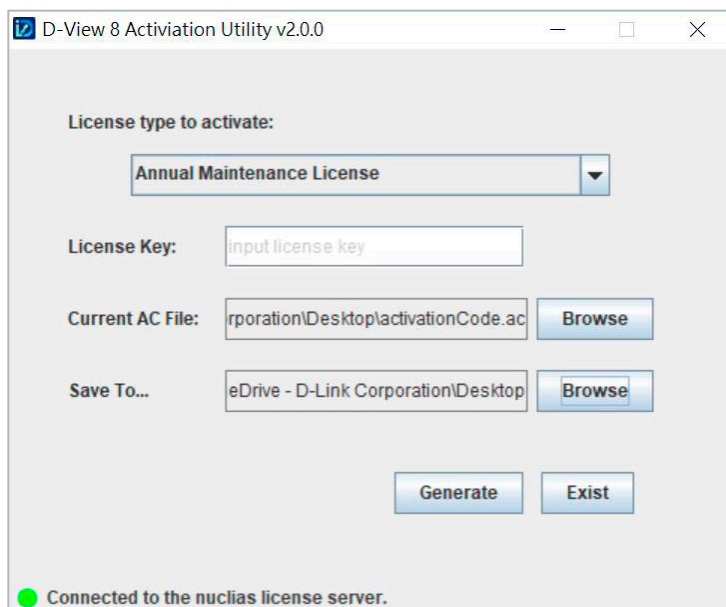 D-View 8 Activiation Utility v2.0.0
License type to activate:
Annual Maintenance License
License Key: input license key
Current AC File: rporation\Desktop\activationCode.ac Browse
Save To... eDrive - D-Link Corporation\Desktop Browse
Generate Exist
Connected to the nuclias license server.